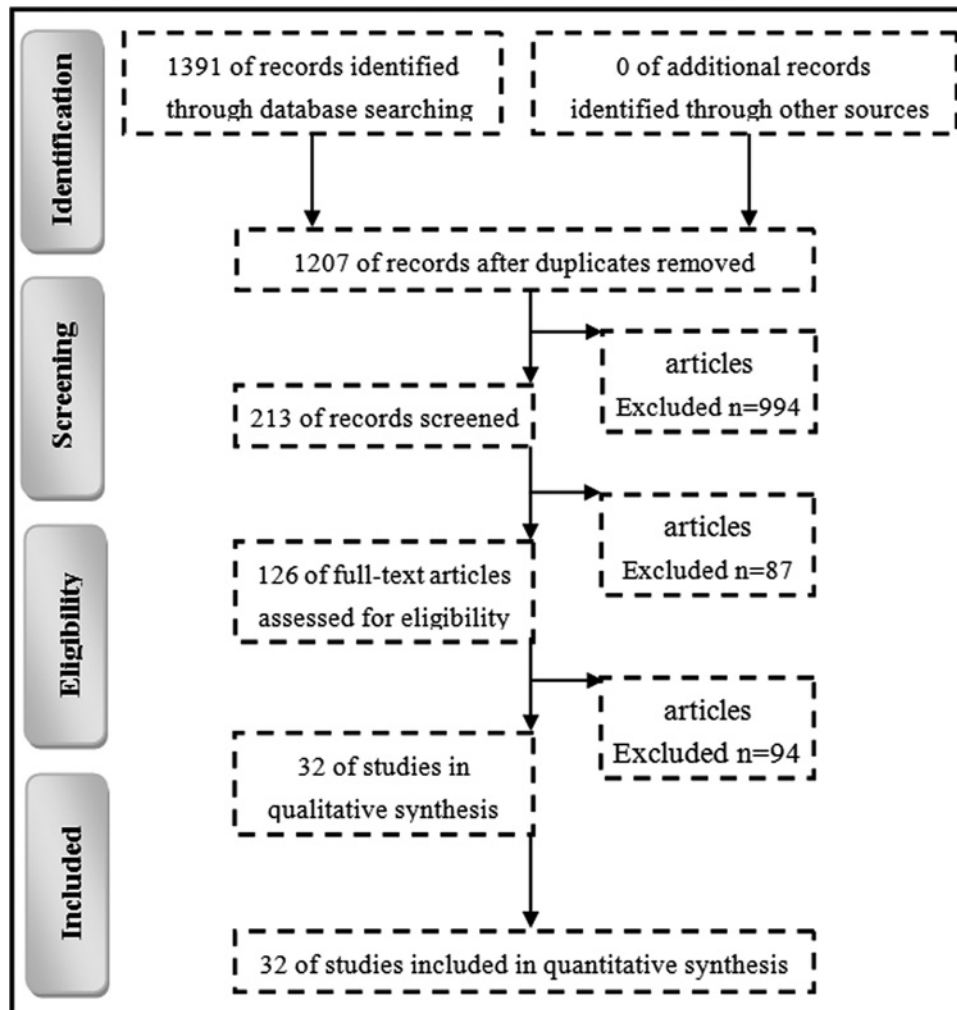 Identification
1391 of records identified
through database searching
0 of additional records
identified through other sources
1207 of records after duplicates removed
Screening
articles
Excluded n=994
213 of records screened
articles
Excluded n=87
Eligibility
126 of full-text articles
assessed for eligibility
articles
Excluded n=94
32 of studies in
qualitative synthesis
Included
32 of studies included in quantitative synthesis